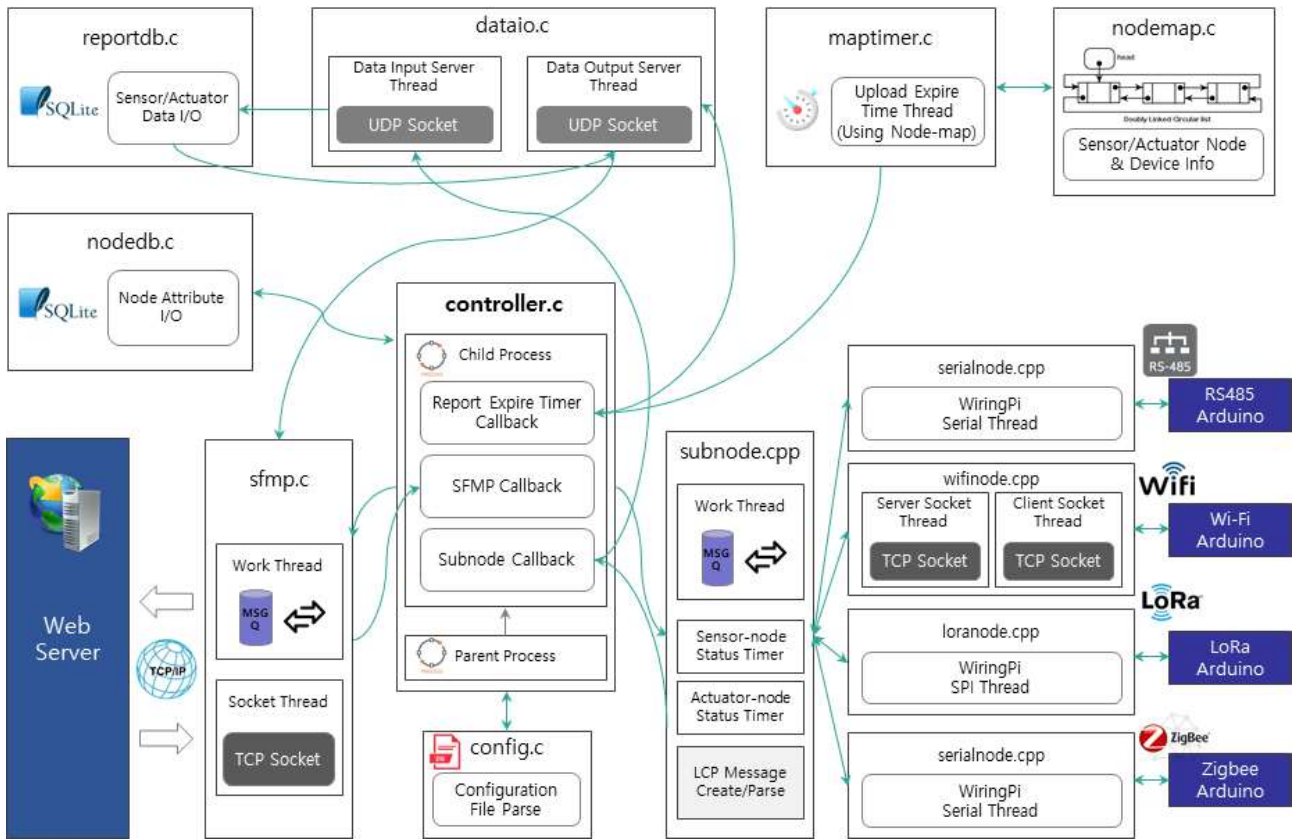 reportdb.c
SQLite
Sensor/Actuator
Data I/O
dataio.c
Data Input Server
Thread
UDP Socket
Data Output Server
Thread
UDP Socket
maptimer.c
Upload Expire
Time Thread
(Using Node-map)
nodemap.c
head
Doubly Linked Circular list
Sensor/Actuator Node
& Device Info
nodedb.c
SQLite
Node Attribute
I/O
controller.c
Child Process
Report Expire Timer
Callback
SFMP Callback
Subnode Callback
Parent Process
config.c
Configuration
File Parse
Web
Server
TCP/IP
sfmp.c
Work Thread
MSG
Q
Socket Thread
TCP Socket
subnode.cpp
Work Thread
MSG
Q
Sensor-node
Status Timer
Actuator-node
Status Timer
LCP Message
Create/Parse
serialnode.cpp
WiringPi
Serial Thread
RS-485
RS485
Arduino
wifinode.cpp
Server Socket
Thread
TCP Socket
Client Socket
Thread
TCP Socket
Wifi
Wi-Fi
Arduino
loranode.cpp
WiringPi
SPI Thread
LoRa
LoRa
Arduino
serialnode.cpp
WiringPi
Serial Thread
ZigBee
Zigbee
Arduino